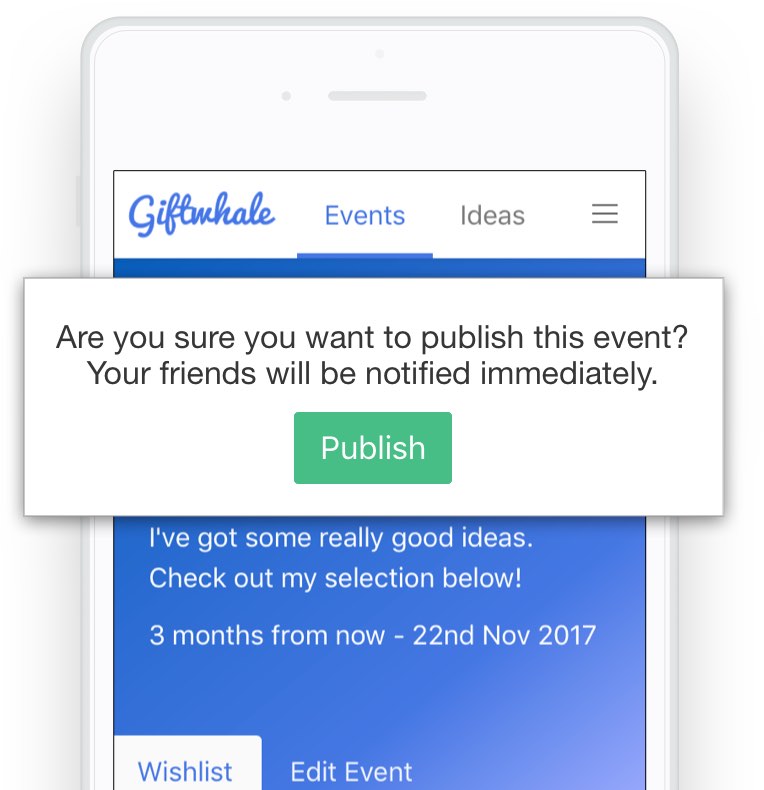 Giftwhale Events Ideas
Are you sure you want to publish this event?
Your friends will be notified immediately.
Publish
I've got some really good ideas.
Check out my selection below!
3 months from now - 22nd Nov 2017
Wishlist Edit Event